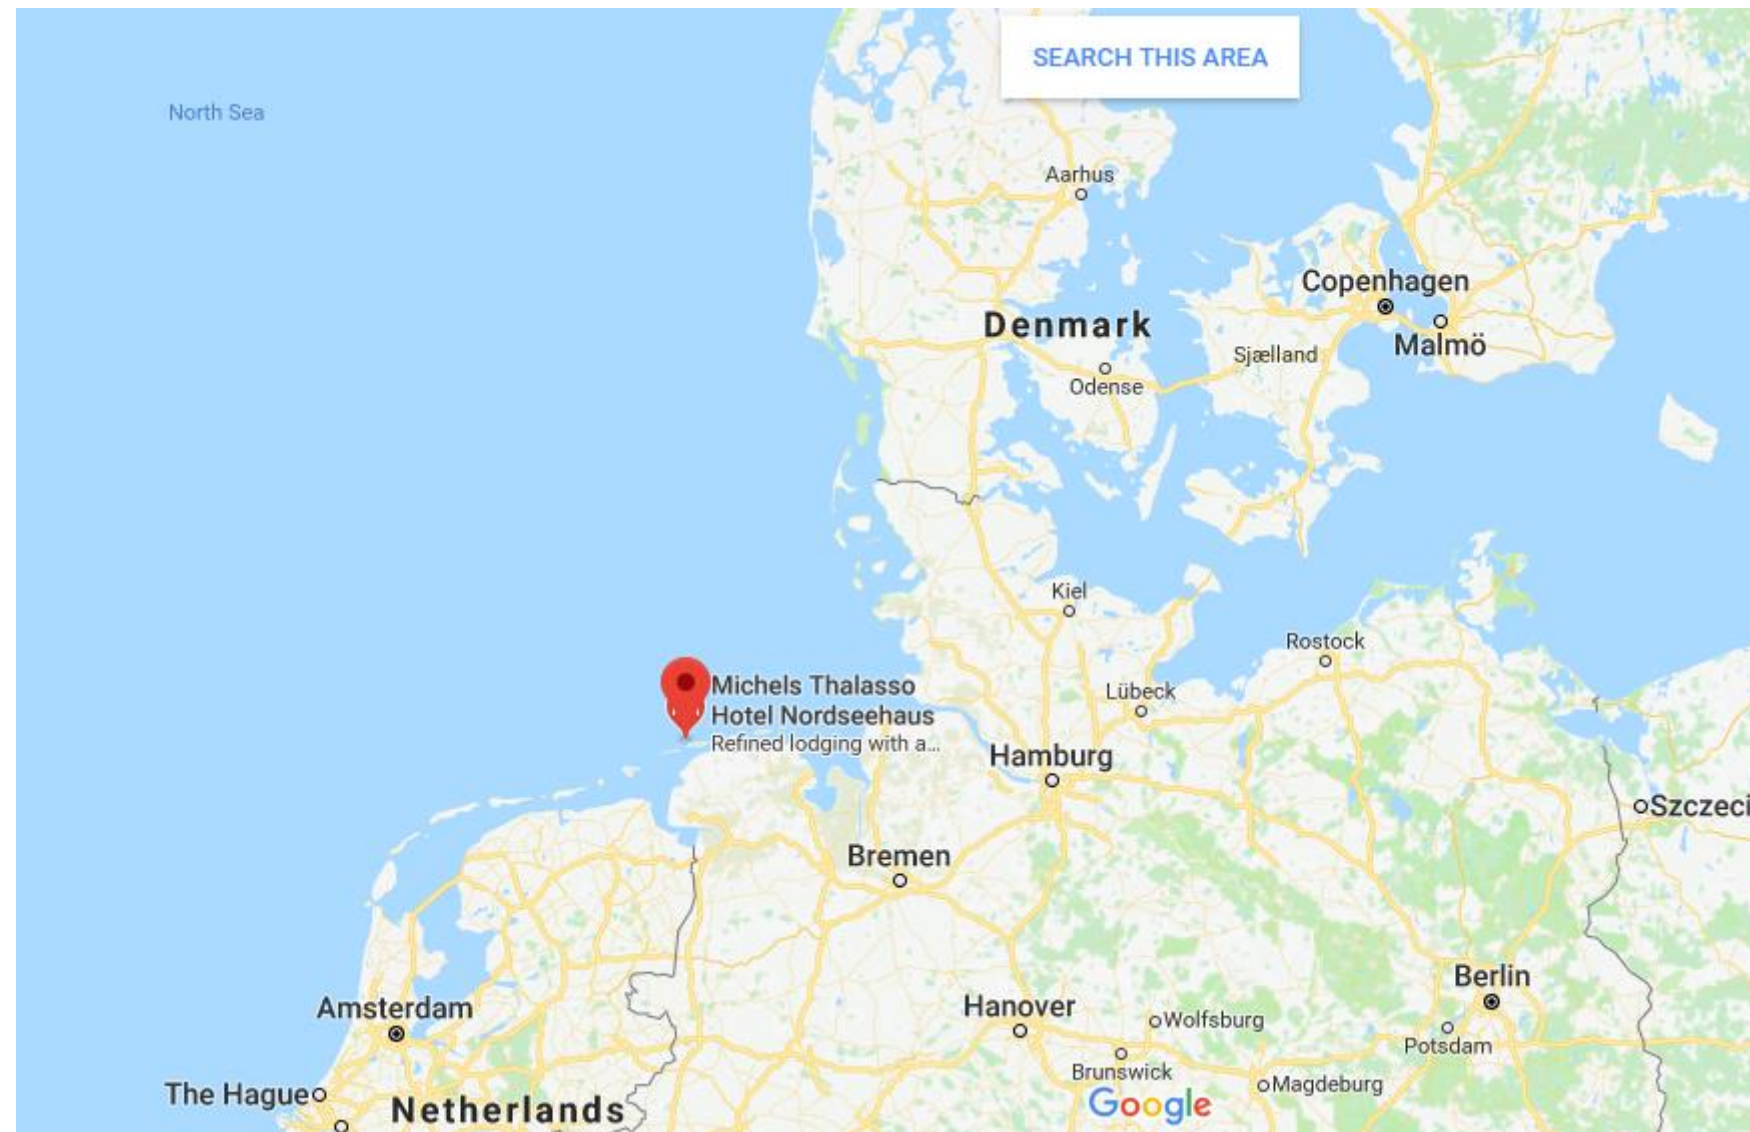 SEARCH THIS AREA
North Sea
Aarhus
Copenhagen
Denmark
Malmö
Sjælland
Odense
Kiel
Rostock
Michels Thalasso
Hotel Nordseehaus
Refined lodging with a...
Lübeck
Hamburg
Szczeci
Bremen
Berlin
Amsterdam
Hanover
Wolfsburg
Potsdam
Brunswick
Magdeburg
The Hague
Netherlands
Google